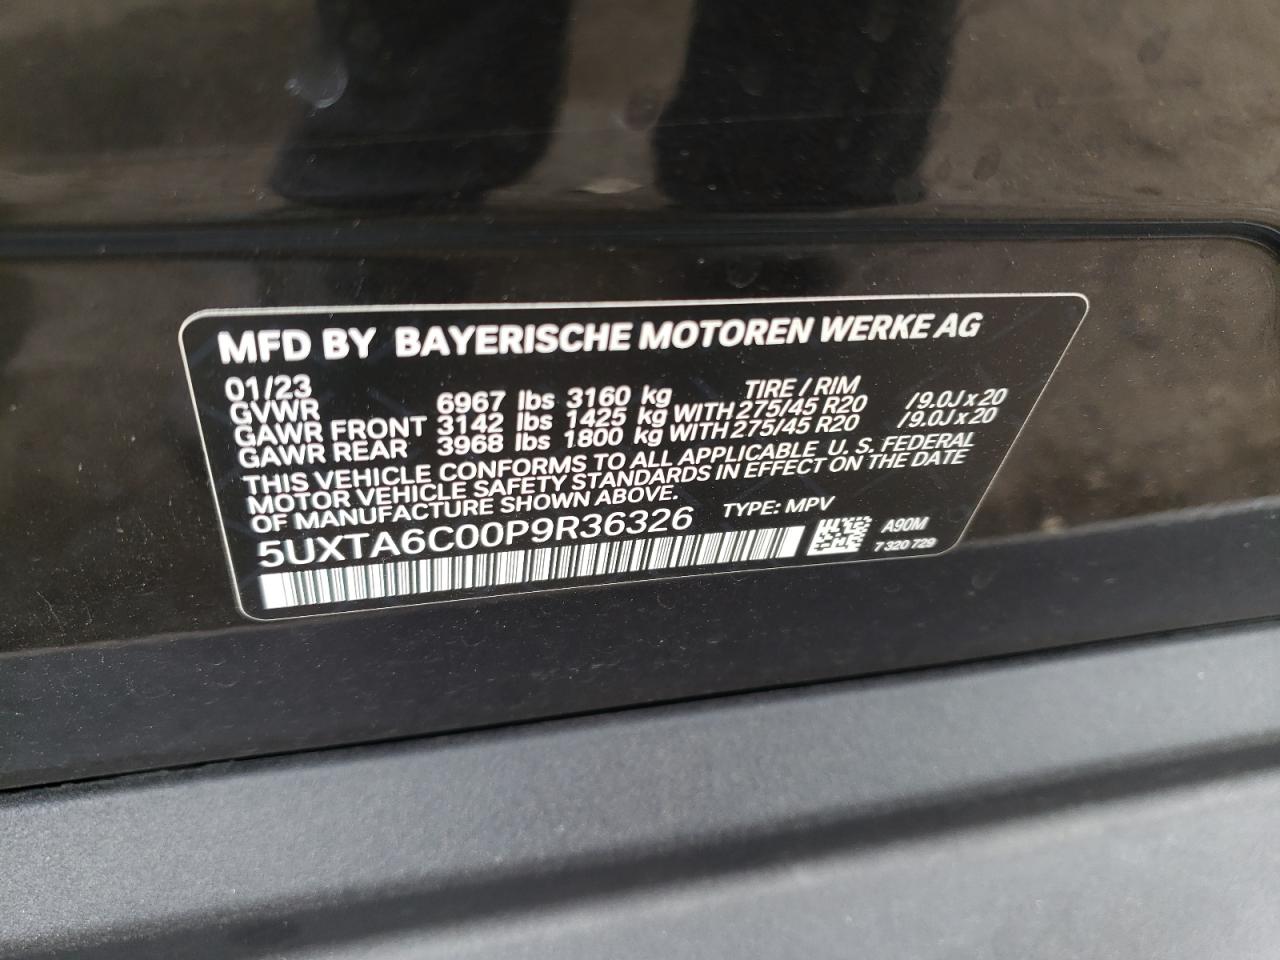 MFD BY BAYERISCHE MOTOREN WERKE AG
01/23 TIRE / RIM
GVWR 6967 lbs 3160 kg
GAWR FRONT 3142 lbs 1425 kg WITH 275/45 R20 / 9.0J x 20
GAWR REAR 3968 lbs 1800 kg WITH 275/45 R20 / 9.0J x 20
THIS VEHICLE CONFORMS TO ALL APPLICABLE U. S. FEDERAL
MOTOR VEHICLE SAFETY STANDARDS IN EFFECT ON THE DATE
OF MANUFACTURE SHOWN ABOVE.
5UXTA6C00P9R36326 TYPE: MPV
A90M
7 320 729